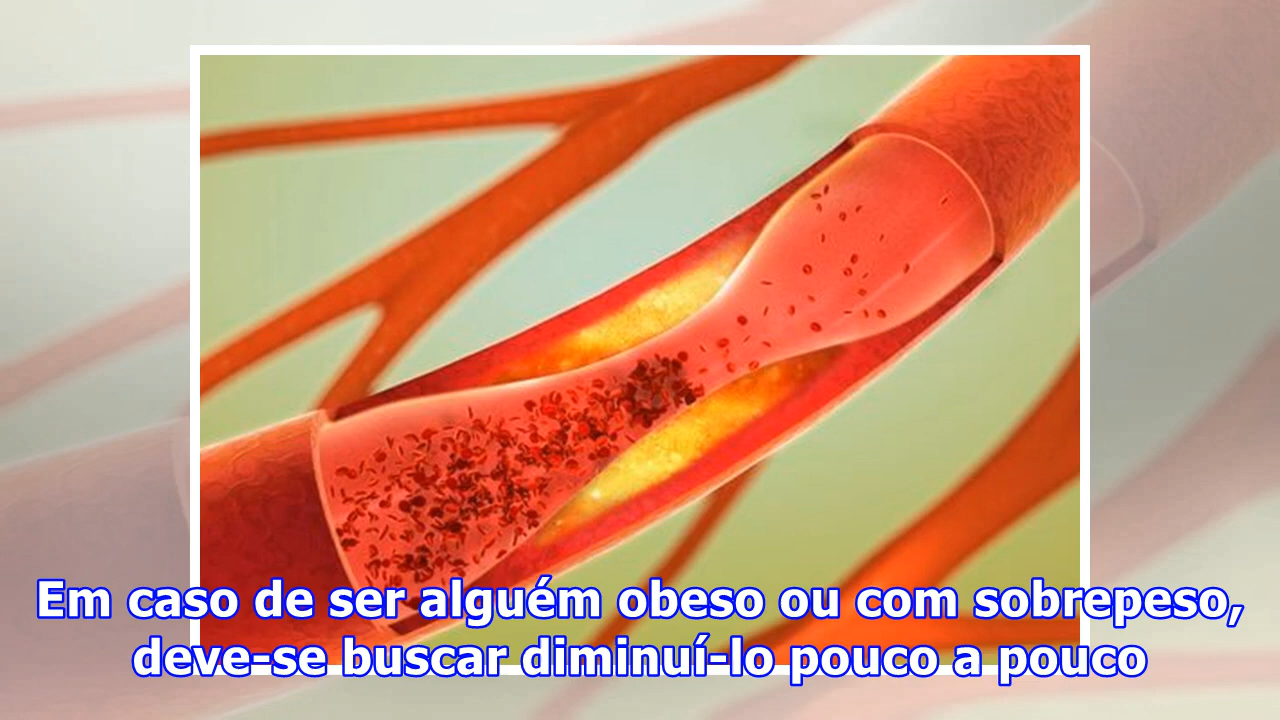 Em caso de ser alguém obeso ou com sobrepeso,
deve-se buscar diminuí-lo pouco a pouco